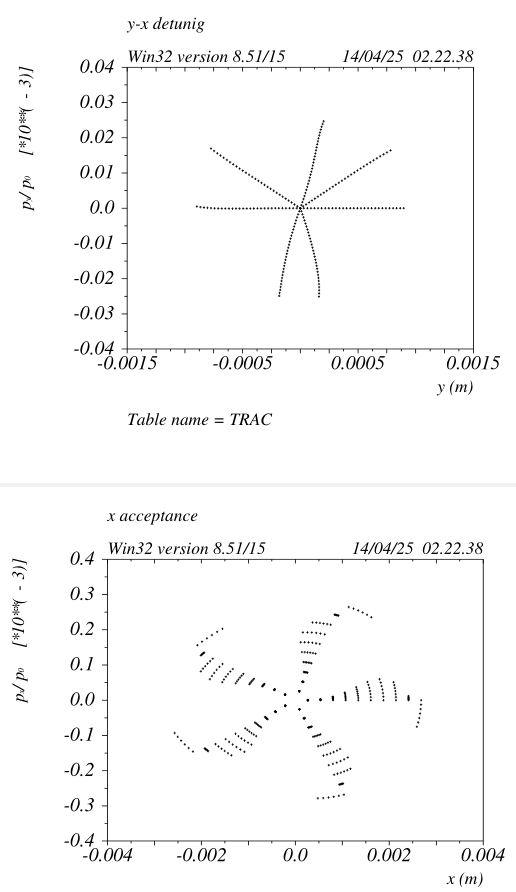 y-x detunig
Win32 version 8.51/15 14/04/25 02.22.38
p / p₀ [*10**( - 3)]
0.04
0.03
0.02
0.01
0.0
-0.01
-0.02
-0.03
-0.04
-0.0015 -0.0005 0.0005 0.0015
y (m)
Table name = TRAC
x acceptance
Win32 version 8.51/15 14/04/25 02.22.38
p / p₀ [*10**( - 3)]
0.4
0.3
0.2
0.1
0.0
-0.1
-0.2
-0.3
-0.4
-0.004 -0.002 0.0 0.002 0.004
x (m)